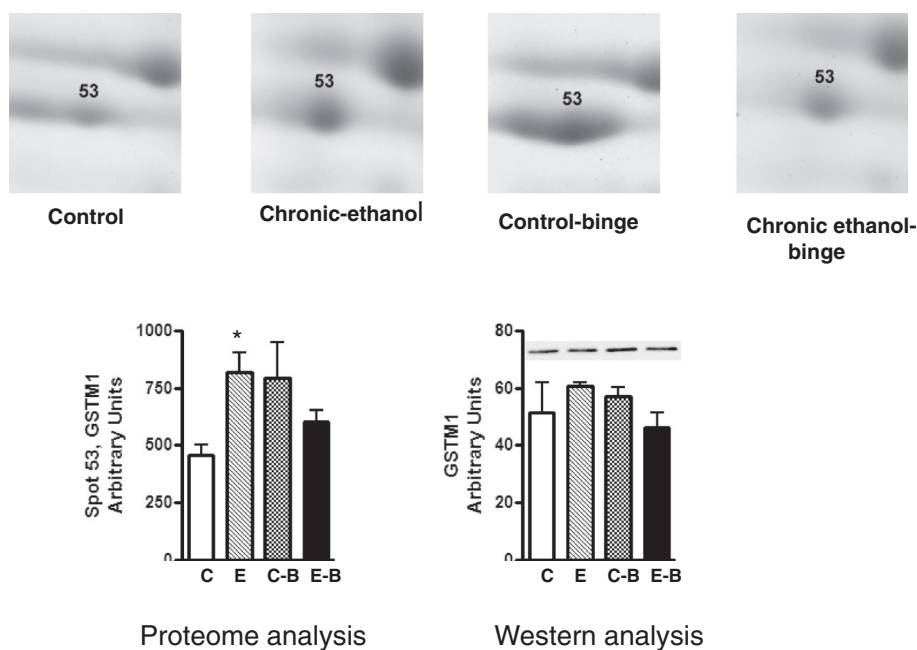 53
53
53
53
Control
Chronic-ethanol
Control-binge
Chronic ethanol-
binge
1000
750
500
250
0
Spot 53, GSTM1
Arbitrary Units
*
C
E
C-B
E-B
Proteome analysis
80
60
40
20
0
GSTM1
Arbitrary Units
C
E
C-B
E-B
Western analysis